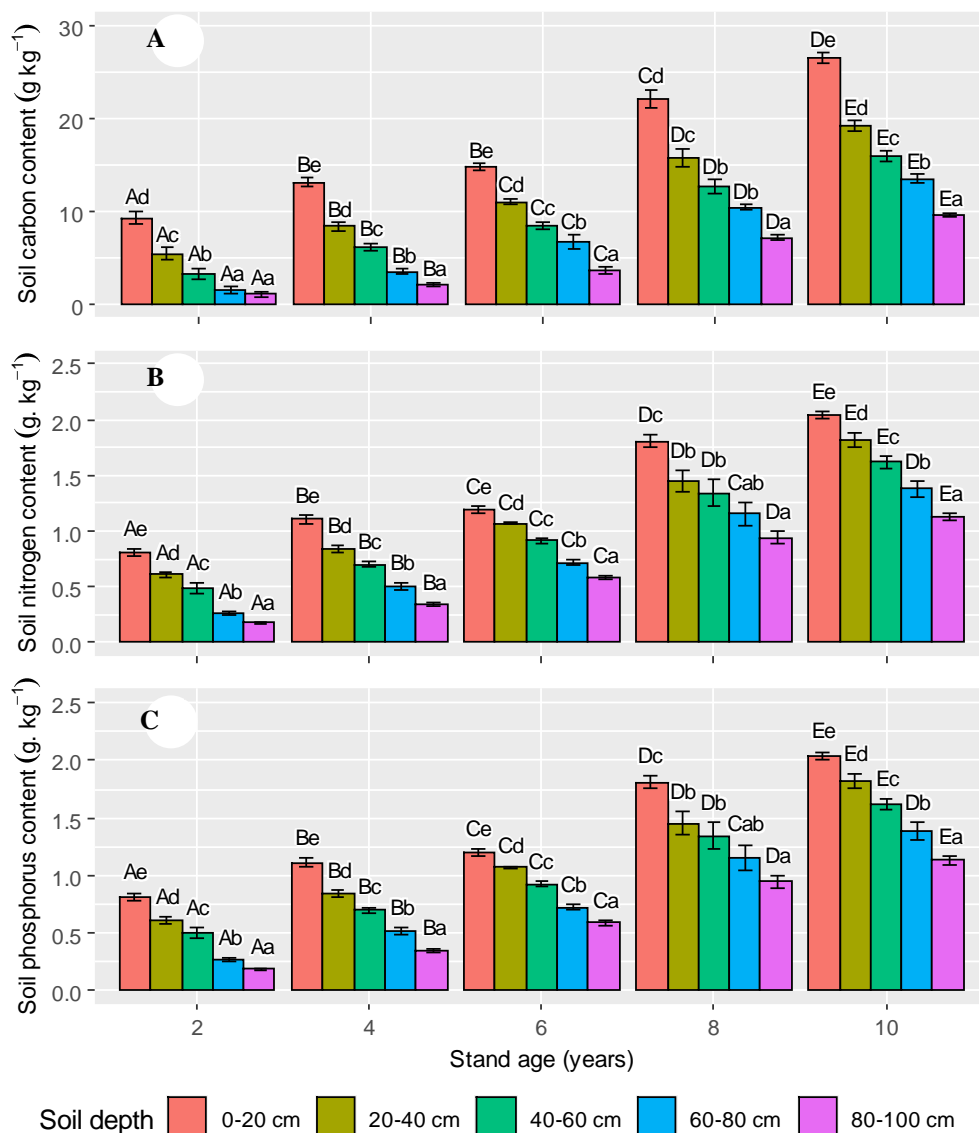 A
Soil carbon content (g kg⁻¹)
30
20
10
0
Ad Ac Ab Aa Aa
Be Bd Bc Bb Ba
Be Cd Cc Cb Ca
Cd Dc Db Db Da
De Ed Ec Eb Ea
B
Soil nitrogen content (g. kg⁻¹)
2.5
2.0
1.5
1.0
0.5
0.0
Ae Ad Ac Ab Aa
Be Bd Bc Bb Ba
Ce Cd Cc Cb Ca
Dc Db Db Cab Da
Ee Ed Ec Db Ea
C
Soil phosphorus content (g. kg⁻¹)
2.5
2.0
1.5
1.0
0.5
0.0
Ae Ad Ac Ab Aa
Be Bd Bc Bb Ba
Ce Cd Cc Cb Ca
Dc Db Db Cab Da
Ee Ed Ec Db Ea
2 4 6 8 10
Stand age (years)
Soil depth 0-20 cm 20-40 cm 40-60 cm 60-80 cm 80-100 cm